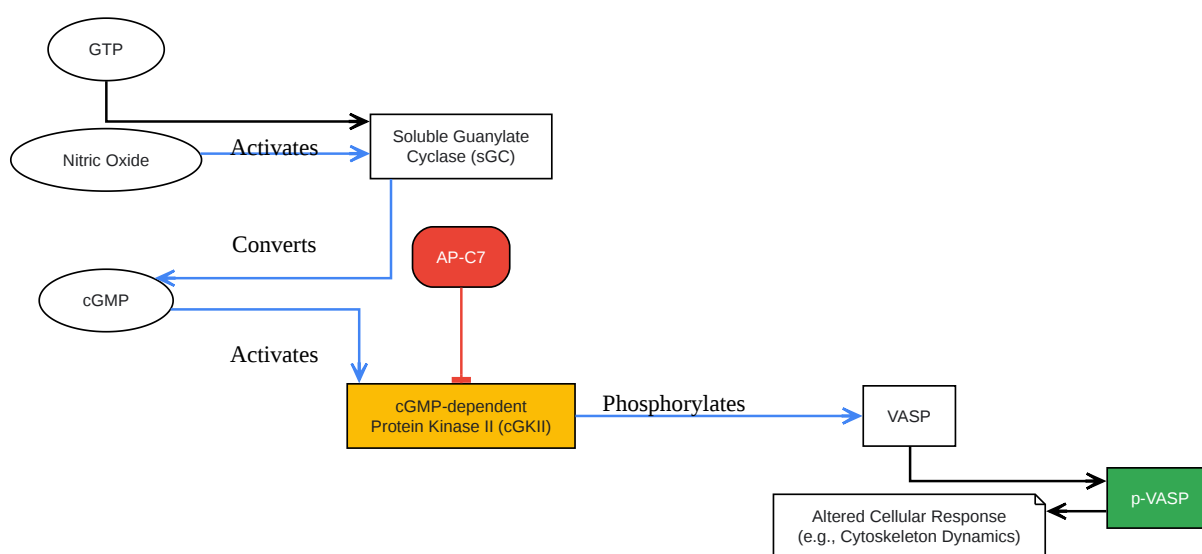 GTP
Nitric Oxide
Activates
Soluble Guanylate
Cyclase (sGC)
Converts
AP-C7
cGMP
Activates
cGMP-dependent
Protein Kinase II (cGKII)
Phosphorylates
VASP
p-VASP
Altered Cellular Response
(e.g., Cytoskeleton Dynamics)